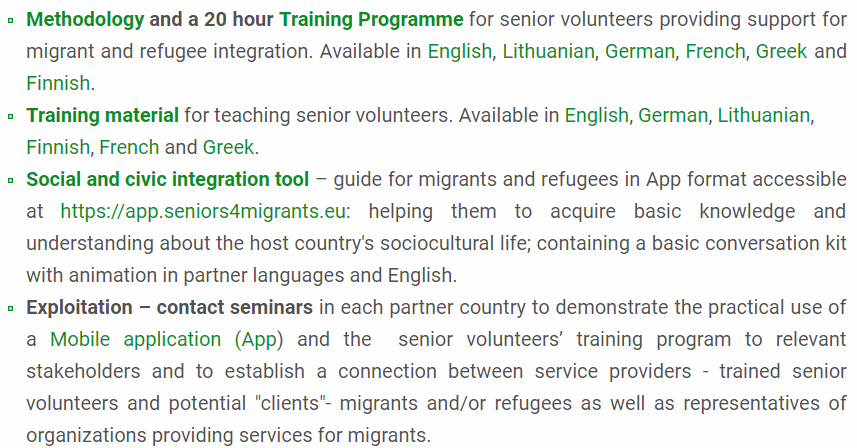 Methodology and a 20 hour Training Programme for senior volunteers providing support for
migrant and refugee integration. Available in English, Lithuanian, German, French, Greek and
Finnish.
Training material for teaching senior volunteers. Available in English, German, Lithuanian,
Finnish, French and Greek.
Social and civic integration tool – guide for migrants and refugees in App format accessible
at https://app.seniors4migrants.eu: helping them to acquire basic knowledge and
understanding about the host country's sociocultural life; containing a basic conversation kit
with animation in partner languages and English.
Exploitation – contact seminars in each partner country to demonstrate the practical use of
a Mobile application (App) and the senior volunteers’ training program to relevant
stakeholders and to establish a connection between service providers - trained senior
volunteers and potential "clients"- migrants and/or refugees as well as representatives of
organizations providing services for migrants.